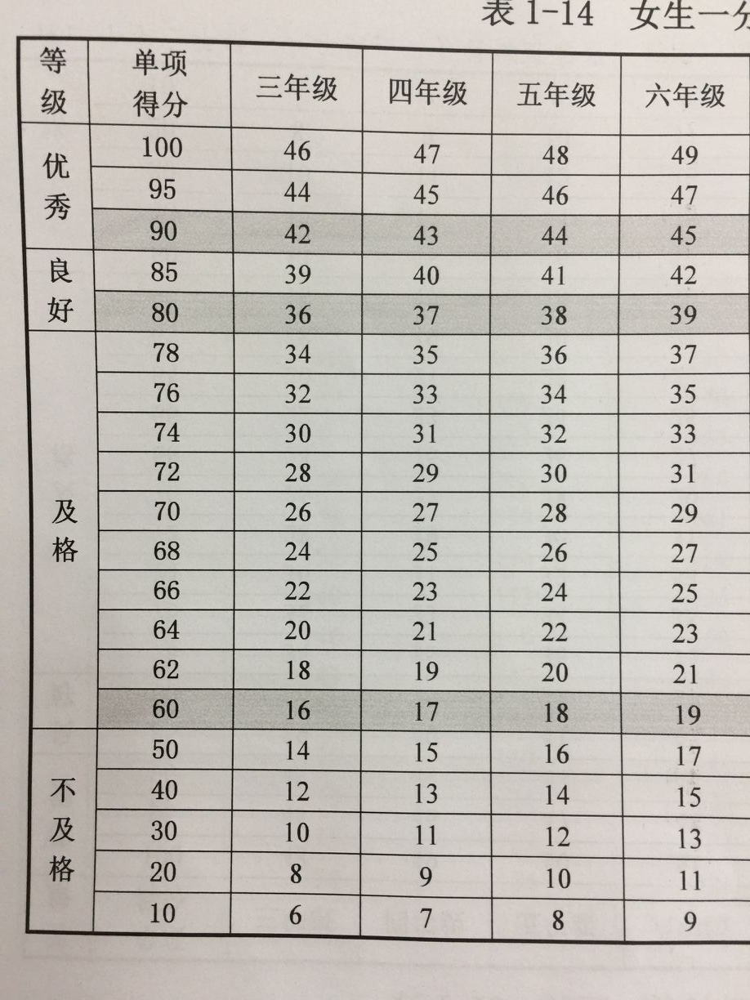 表 1-14 女生一
等级 单项得分 三年级 四年级 五年级 六年级
优秀 100 46 47 48 49
95 44 45 46 47
90 42 43 44 45
良好 85 39 40 41 42
80 36 37 38 39
及格 78 34 35 36 37
76 32 33 34 35
74 30 31 32 33
72 28 29 30 31
70 26 27 28 29
68 24 25 26 27
66 22 23 24 25
64 20 21 22 23
62 18 19 20 21
60 16 17 18 19
不及格 50 14 15 16 17
40 12 13 14 15
30 10 11 12 13
20 8 9 10 11
10 6 7 8 9